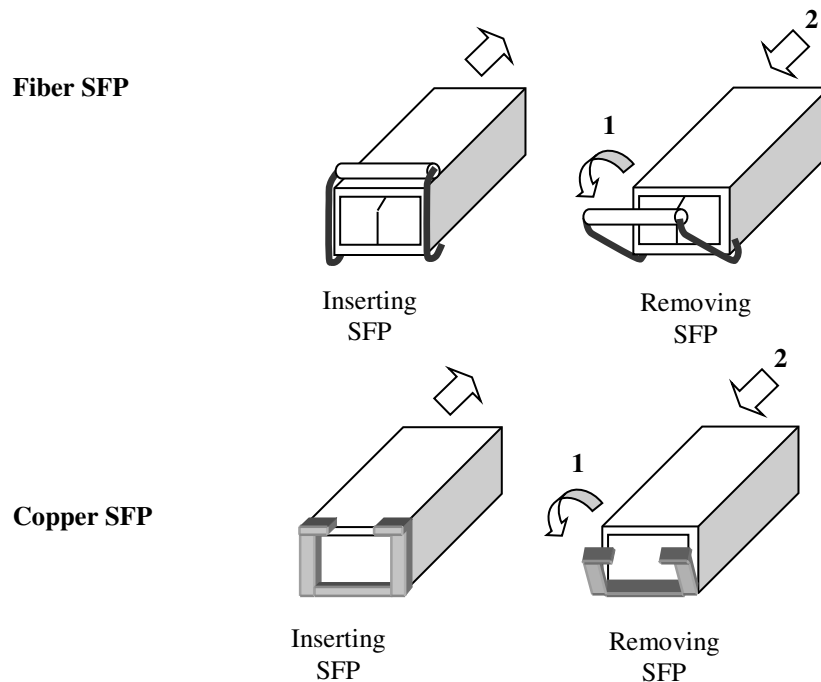 2
Fiber SFP
1
Inserting
SFP
Removing
SFP
2
1
Copper SFP
Inserting
SFP
Removing
SFP